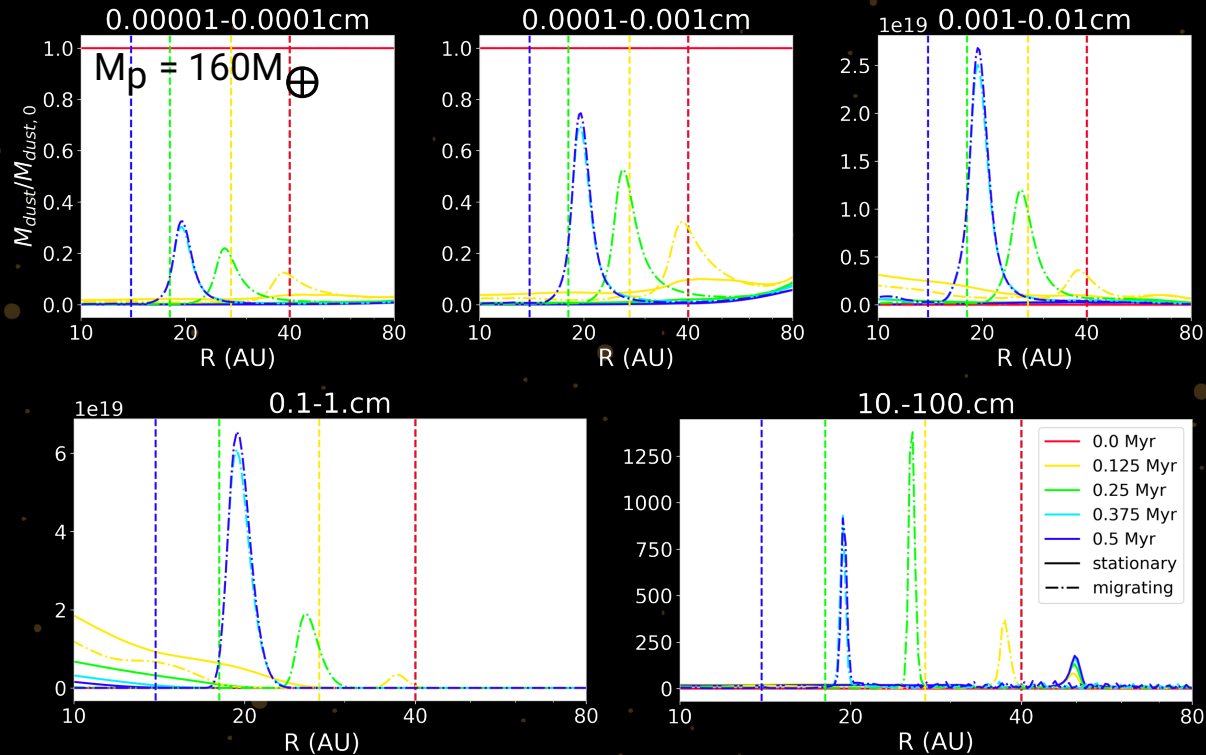 0.00001-0.0001cm
M_p = 160M_⊕
M_dust/M_dust, 0
1.0
0.8
0.6
0.4
0.2
0.0
10 20 40 80
R (AU)
0.0001-0.001cm
1.0
0.8
0.6
0.4
0.2
0.0
10 20 40 80
R (AU)
1e19 0.001-0.01cm
2.5
2.0
1.5
1.0
0.5
0.0
10 20 40 80
R (AU)
1e19 0.1-1.cm
6
4
2
0
10 20 40 80
R (AU)
10.-100.cm
1250
1000
750
500
250
0
10 20 40 80
R (AU)
0.0 Myr
0.125 Myr
0.25 Myr
0.375 Myr
0.5 Myr
stationary
migrating